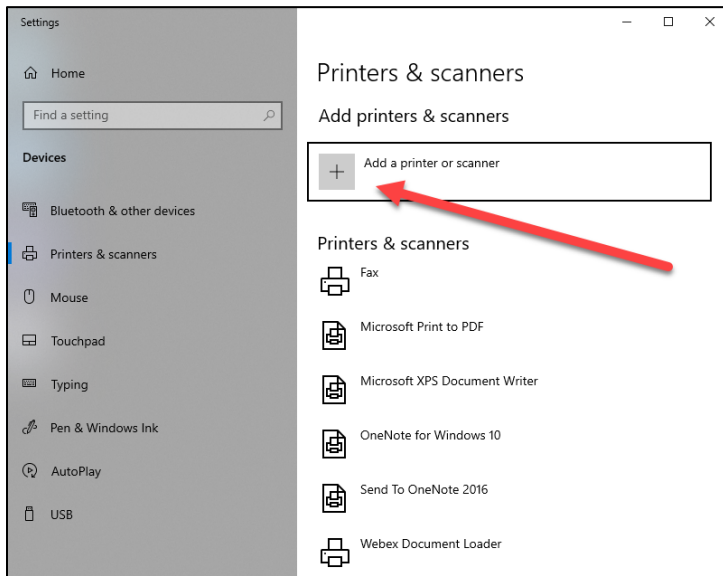 Settings
Home
Find a setting
Devices
Bluetooth & other devices
Printers & scanners
Mouse
Touchpad
Typing
Pen & Windows Ink
AutoPlay
USB
Printers & scanners
Add printers & scanners
Add a printer or scanner
Printers & scanners
Fax
Microsoft Print to PDF
Microsoft XPS Document Writer
OneNote for Windows 10
Send To OneNote 2016
Webex Document Loader